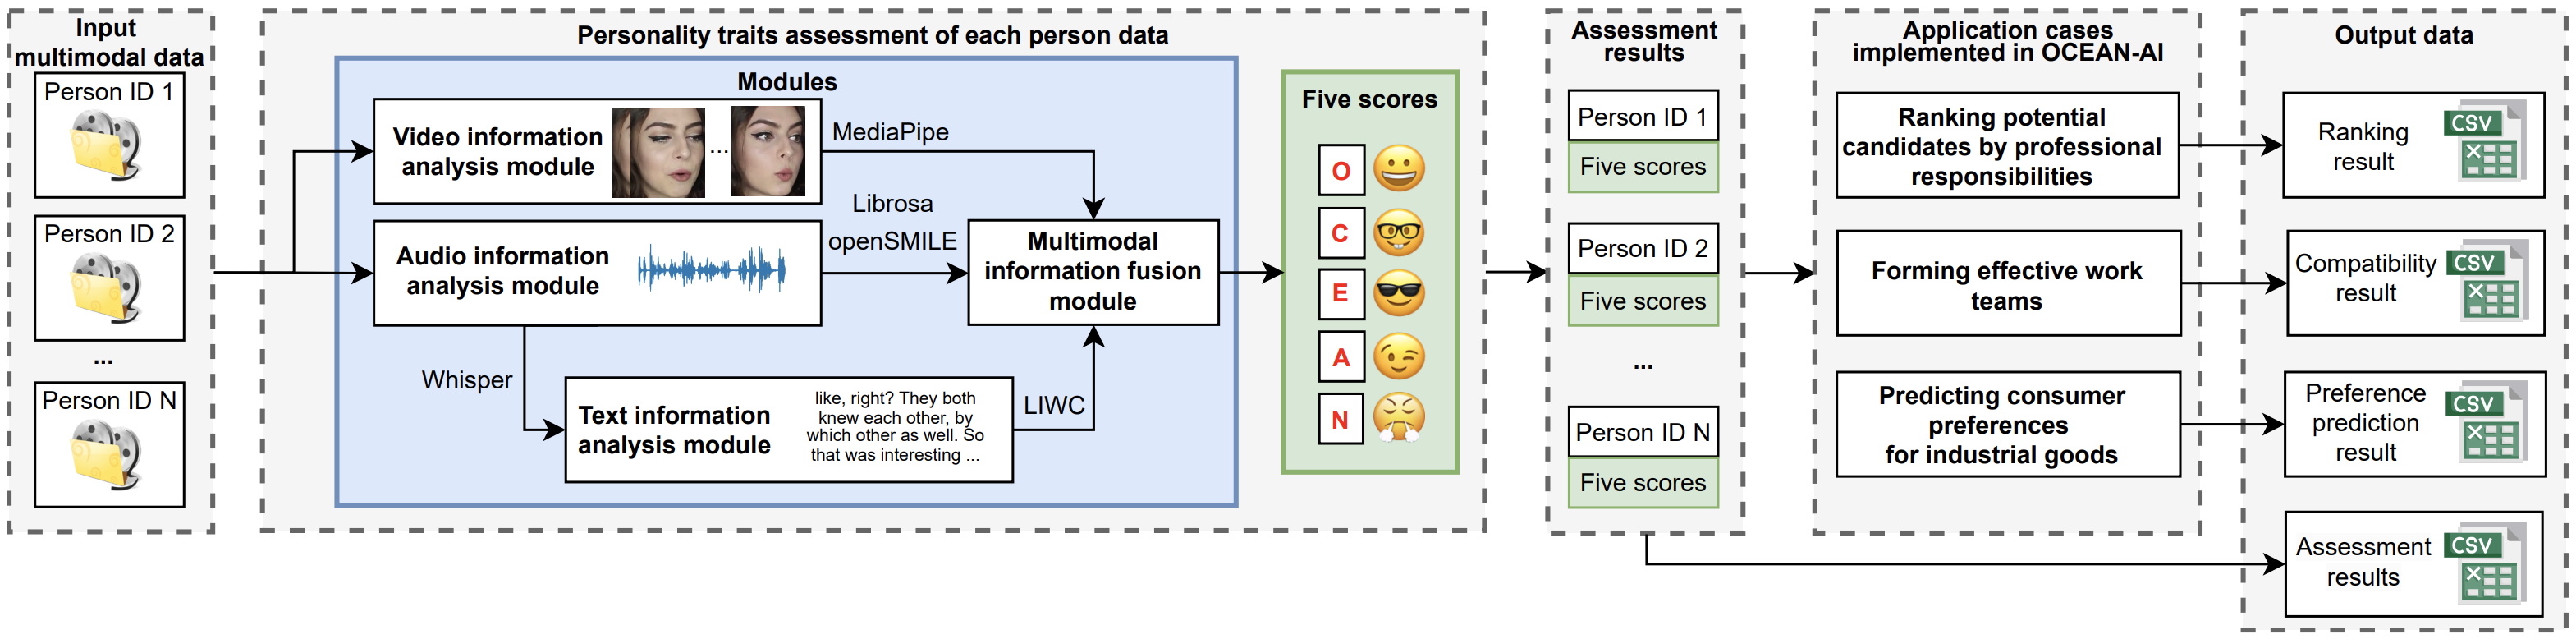 Input
multimodal data
Person ID 1
Person ID 2
...
Person ID N
Personality traits assessment of each person data
Modules
Video information
analysis module
...
MediaPipe
Audio information
analysis module
Librosa
openSMILE
Multimodal
information fusion
module
Whisper
Text information
analysis module
like, right? They both
knew each other, by
which other as well. So
that was interesting ...
LIWC
Five scores
O
C
E
A
N
Assessment
results
Person ID 1
Five scores
Person ID 2
Five scores
...
Person ID N
Five scores
Application cases
implemented in OCEAN-AI
Ranking potential
candidates by professional
responsibilities
Forming effective work
teams
Predicting consumer
preferences
for industrial goods
Output data
Ranking
result
CSV
Compatibility
result
CSV
Preference
prediction
result
CSV
Assessment
results
CSV